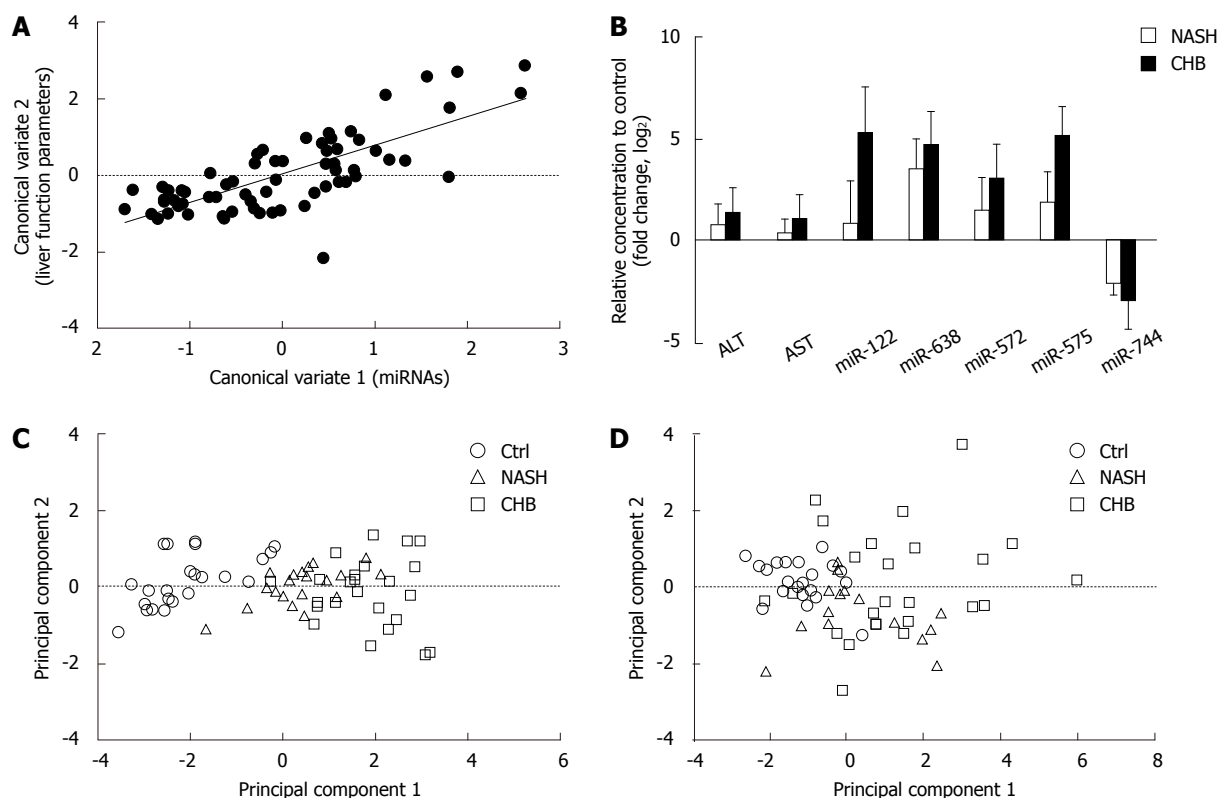 A
Canonical variate 2
(liver function parameters)
4
2
0
-2
-4
2
-1
0
1
2
3
Canonical variate 1 (miRNAs)
B
Relative concentration to control
(fold change, log2)
10
5
0
-5
NASH
CHB
ALT
AST
miR-122
miR-638
miR-572
miR-575
miR-744
C
Principal component 2
4
2
0
-2
-4
Ctrl
NASH
CHB
-4
-2
0
2
4
6
Principal component 1
D
Principal component 2
4
2
0
-2
-4
Ctrl
NASH
CHB
-4
-2
0
2
4
6
8
Principal component 1